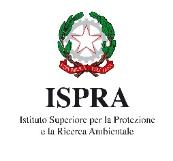 ISPRA
Istituto Superiore per la Protezione
e la Ricerca Ambientale